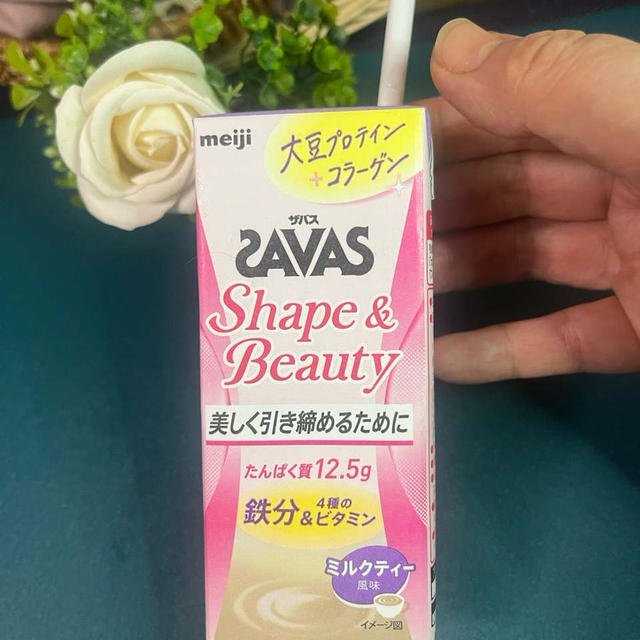 meiji
大豆プロテイン
+コラーゲン
ザバス
SAVAS
Shape &
Beauty
美しく引き締めるために
たんぱく質12.5g
鉄分&4種のビタミン
ミルクティー
風味
イメージ図